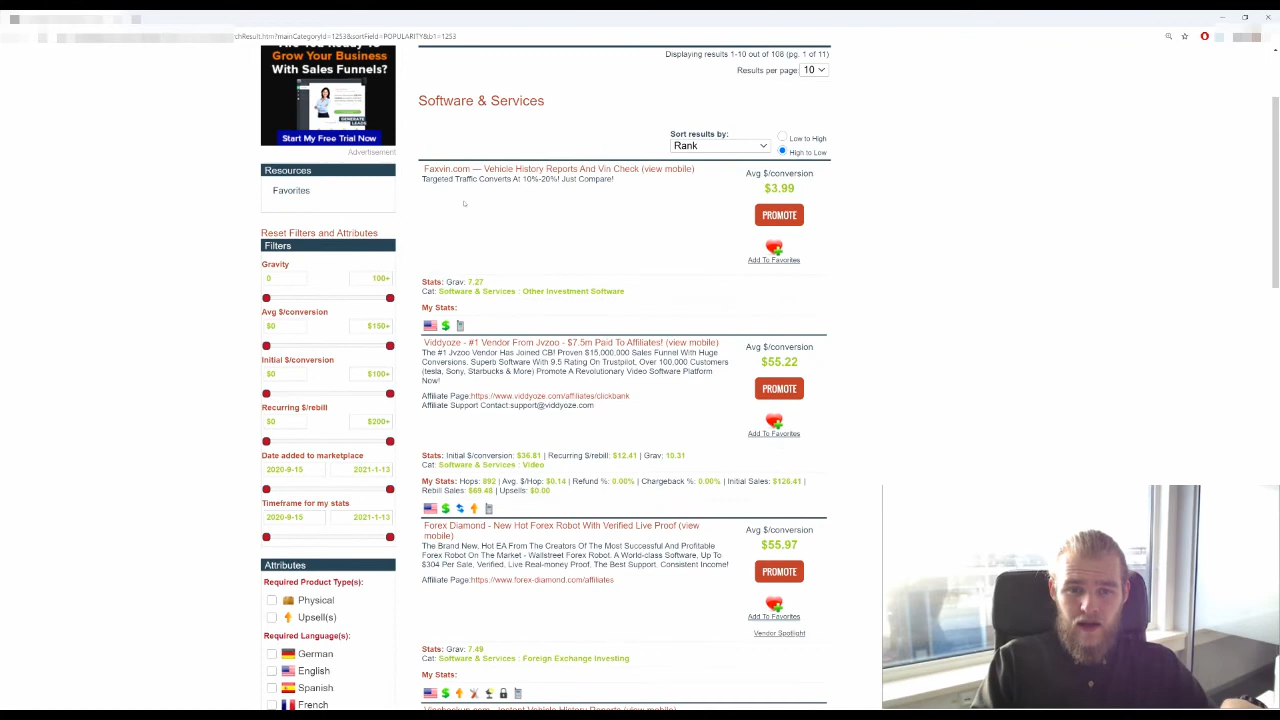 rchResult.htm?mainCategoryId=1253&sortField=POPULARITY&b1=1253
Are You Ready to
Grow Your Business
With Sales Funnels?
GENERATE
LEADS
Start My Free Trial Now
Advertisement
Resources
Favorites
Reset Filters and Attributes
Filters
Gravity
0 100+
Avg $/conversion
$0 $150+
Initial $/conversion
$0 $100+
Recurring $/rebill
$0 $200+
Date added to marketplace
2020-9-15 2021-1-13
Timeframe for my stats
2020-9-15 2021-1-13
Attributes
Required Product Type(s):
Physical
Upsell(s)
Required Language(s):
German
English
Spanish
French
Displaying results 1-10 out of 108 (pg. 1 of 11)
Results per page: 10
Software & Services
Sort results by:
Rank
Low to High
High to Low
Faxvin.com — Vehicle History Reports And Vin Check (view mobile)
Targeted Traffic Converts At 10%-20%! Just Compare!
Avg $/conversion
$3.99
PROMOTE
Add To Favorites
Stats: Grav: 7.27
Cat: Software & Services : Other Investment Software
My Stats:
Viddyoze - #1 Vendor From Jvzoo - $7.5m Paid To Affiliates! (view mobile)
The #1 Jvzoo Vendor Has Joined CB! Proven $15,000,000 Sales Funnel With Huge
Conversions. Superb Software With 9.5 Rating On Trustpilot, Over 100,000 Customers
(tesla, Sony, Starbucks & More) Promote A Revolutionary Video Software Platform
Now!
Affiliate Page:https://www.viddyoze.com/affiliates/clickbank
Affiliate Support Contact:support@viddyoze.com
Avg $/conversion
$55.22
PROMOTE
Add To Favorites
Stats: Initial $/conversion: $36.81 | Recurring $/rebill: $12.41 | Grav: 10.31
Cat: Software & Services : Video
My Stats: Hops: 892 | Avg. $/Hop: $0.14 | Refund %: 0.00% | Chargeback %: 0.00% | Initial Sales: $126.41 |
Rebill Sales: $69.48 | Upsells: $0.00
Forex Diamond - New Hot Forex Robot With Verified Live Proof (view
mobile)
The Brand New, Hot EA From The Creators Of The Most Successful And Profitable
Forex Robot On The Market - Wallstreet Forex Robot. A World-class Software, Up To
$304 Per Sale, Verified, Live Real-money Proof, The Best Support, Consistent Income!
Affiliate Page:https://www.forex-diamond.com/affiliates
Avg $/conversion
$55.97
PROMOTE
Add To Favorites
Vendor Spotlight
Stats: Grav: 7.49
Cat: Software & Services : Foreign Exchange Investing
My Stats: